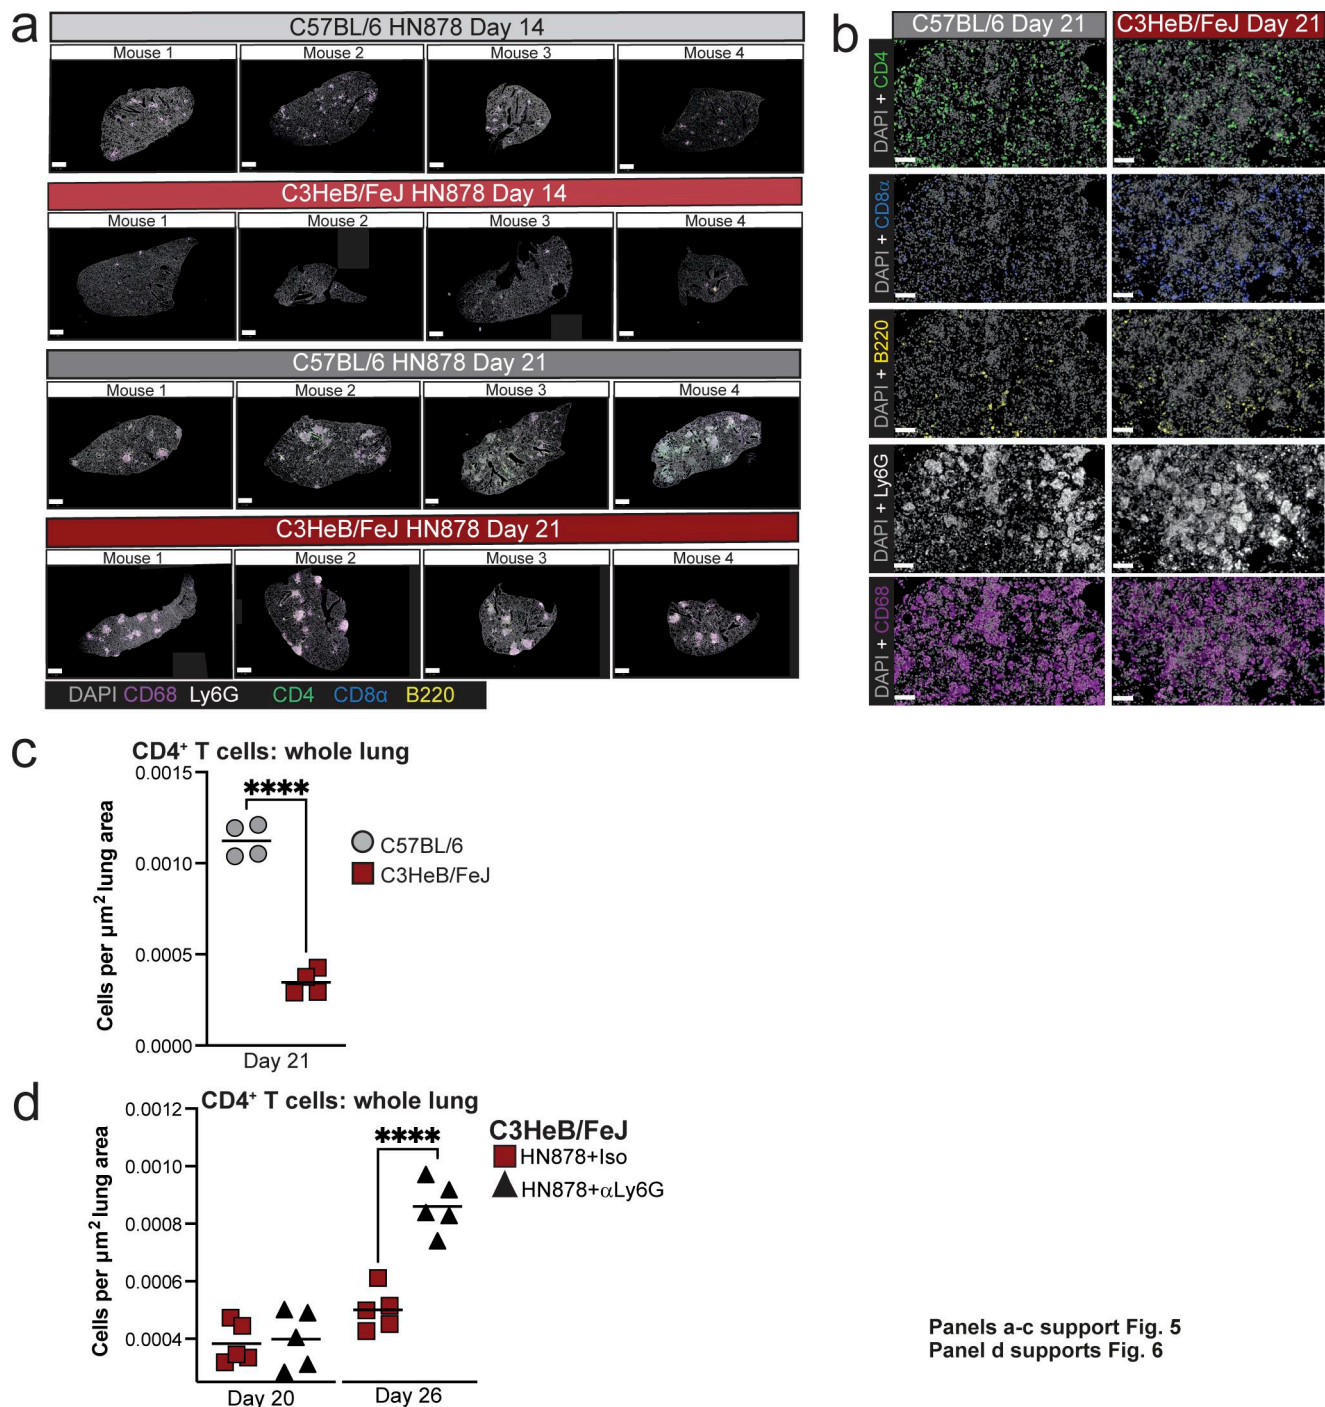 a
C57BL/6 HN878 Day 14
Mouse 1 Mouse 2 Mouse 3 Mouse 4
C3HeB/FeJ HN878 Day 14
Mouse 1 Mouse 2 Mouse 3 Mouse 4
C57BL/6 HN878 Day 21
Mouse 1 Mouse 2 Mouse 3 Mouse 4
C3HeB/FeJ HN878 Day 21
Mouse 1 Mouse 2 Mouse 3 Mouse 4
DAPI CD68 Ly6G CD4 CD8α B220
b
C57BL/6 Day 21 C3HeB/FeJ Day 21
DAPI + CD4
DAPI + CD8α
DAPI + B220
DAPI + Ly6G
DAPI + CD68
c
CD4⁺ T cells: whole lung
Cells per µm² lung area
0.0015
0.0010
0.0005
0.0000
****
Day 21
C57BL/6
C3HeB/FeJ
d
CD4⁺ T cells: whole lung
Cells per µm² lung area
0.0012
0.0010
0.0008
0.0006
0.0004
****
Day 20 Day 26
C3HeB/FeJ
HN878+Iso
HN878+αLy6G
Panels a-c support Fig. 5
Panel d supports Fig. 6